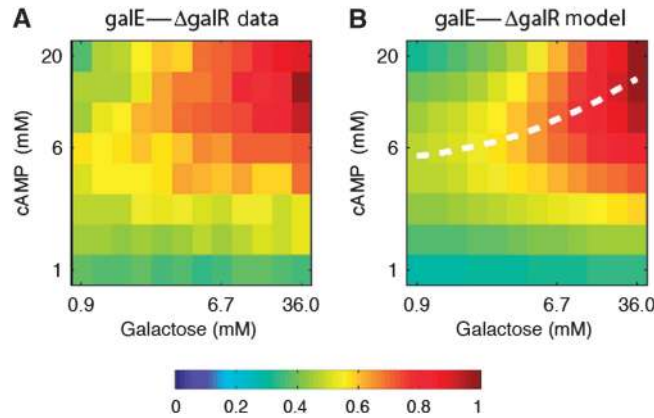 A galE—ΔgalR data
B galE—ΔgalR model
20
6
1
cAMP (mM)
0.9 6.7 36.0
Galactose (mM)
20
6
1
cAMP (mM)
0.9 6.7 36.0
Galactose (mM)
0 0.2 0.4 0.6 0.8 1